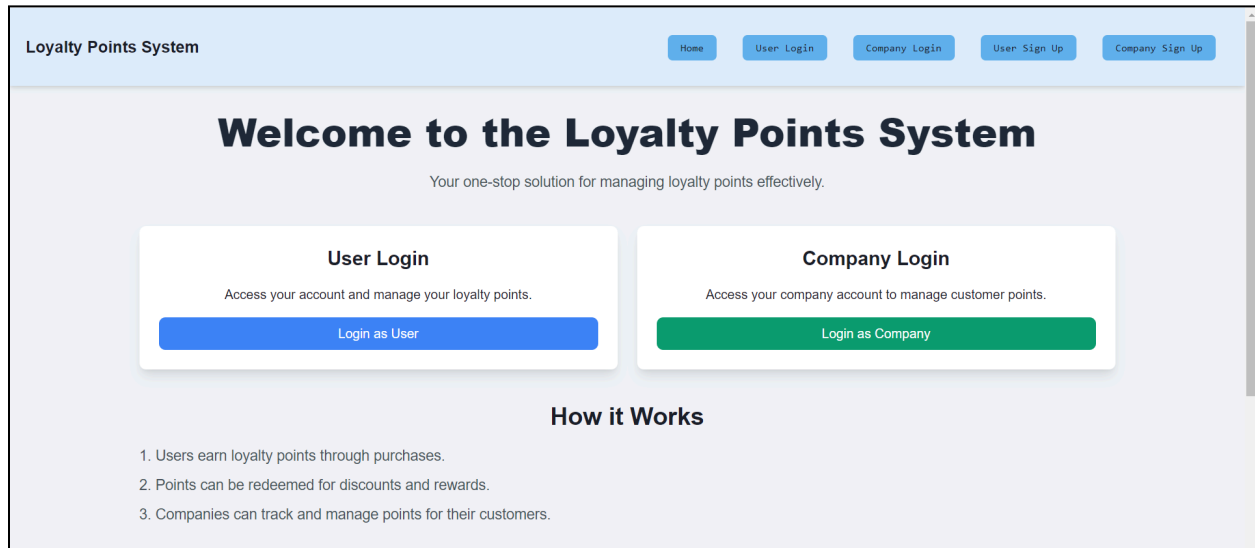 Loyalty Points System
Home
User Login
Company Login
User Sign Up
Company Sign Up
Welcome to the Loyalty Points System
Your one-stop solution for managing loyalty points effectively.
User Login
Access your account and manage your loyalty points.
Login as User
Company Login
Access your company account to manage customer points.
Login as Company
How it Works
1. Users earn loyalty points through purchases.
2. Points can be redeemed for discounts and rewards.
3. Companies can track and manage points for their customers.